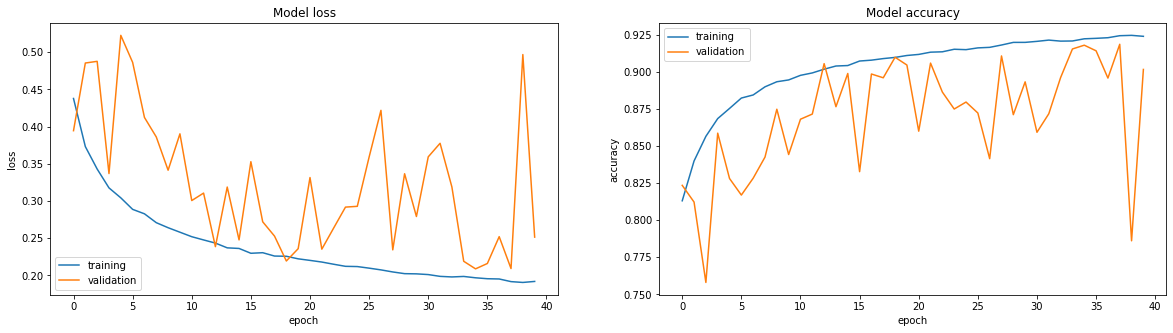 Model loss
loss
0.50
0.45
0.40
0.35
0.30
0.25
0.20
training
validation
0 5 10 15 20 25 30 35 40
epoch
Model accuracy
accuracy
0.925
0.900
0.875
0.850
0.825
0.800
0.775
0.750
training
validation
0 5 10 15 20 25 30 35 40
epoch